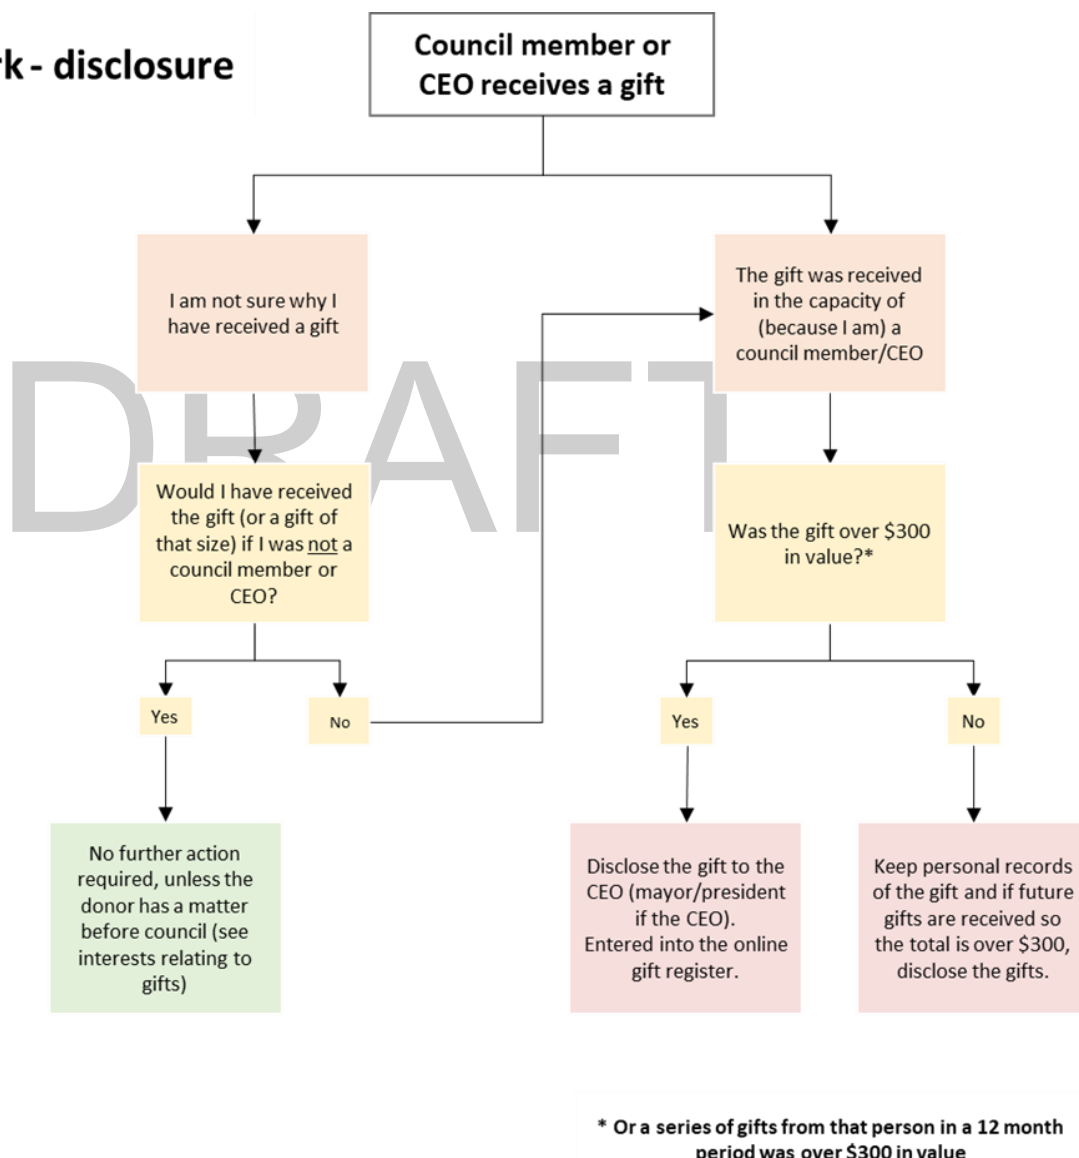 k - disclosure
Council member or
CEO receives a gift
I am not sure why I
have received a gift
The gift was received
in the capacity of
(because I am) a
council member/CEO
DRAFT
Would I have received
the gift (or a gift of
that size) if I was not a
council member or
CEO?
Was the gift over $300
in value?*
Yes
No
Yes
No
No further action
required, unless the
donor has a matter
before council (see
interests relating to
gifts)
Disclose the gift to the
CEO (mayor/president
if the CEO).
Entered into the online
gift register.
Keep personal records
of the gift and if future
gifts are received so
the total is over $300,
disclose the gifts.
* Or a series of gifts from that person in a 12 month
period was over $300 in value